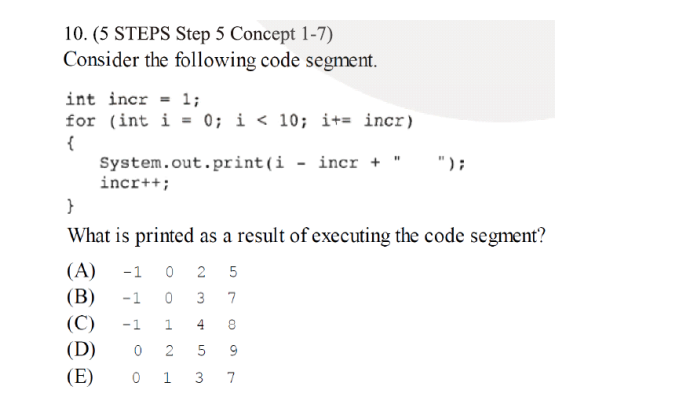 10. (5 STEPS Step 5 Concept 1-7)
Consider the following code segment.
int incr = 1;
for (int i = 0; i < 10; i+= incr)
{
    System.out.print(i - incr + "   ");
    incr++;
}
What is printed as a result of executing the code segment?
(A) -1 0 2 5
(B) -1 0 3 7
(C) -1 1 4 8
(D) 0 2 5 9
(E) 0 1 3 7